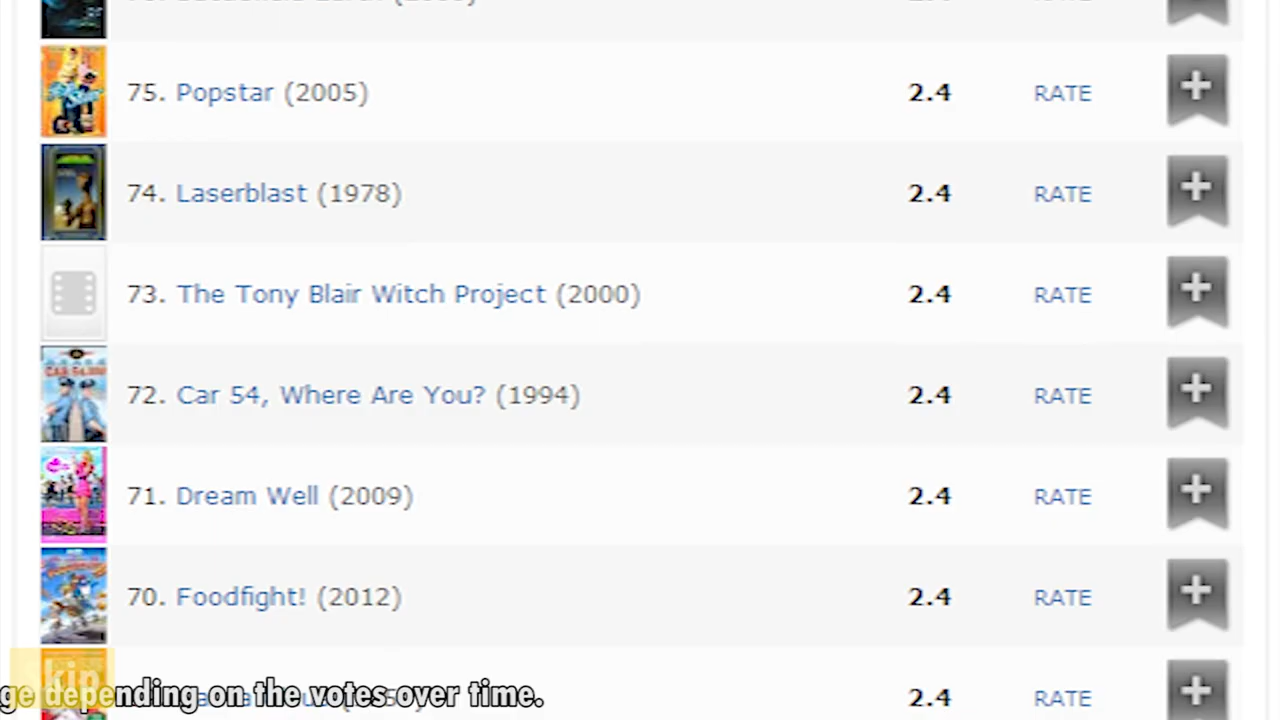 75. Popstar (2005) 2.4 RATE
74. Laserblast (1978) 2.4 RATE
73. The Tony Blair Witch Project (2000) 2.4 RATE
72. Car 54, Where Are You? (1994) 2.4 RATE
71. Dream Well (2009) 2.4 RATE
70. Foodfight! (2012) 2.4 RATE
2.4 RATE
ge depending on the votes over time.